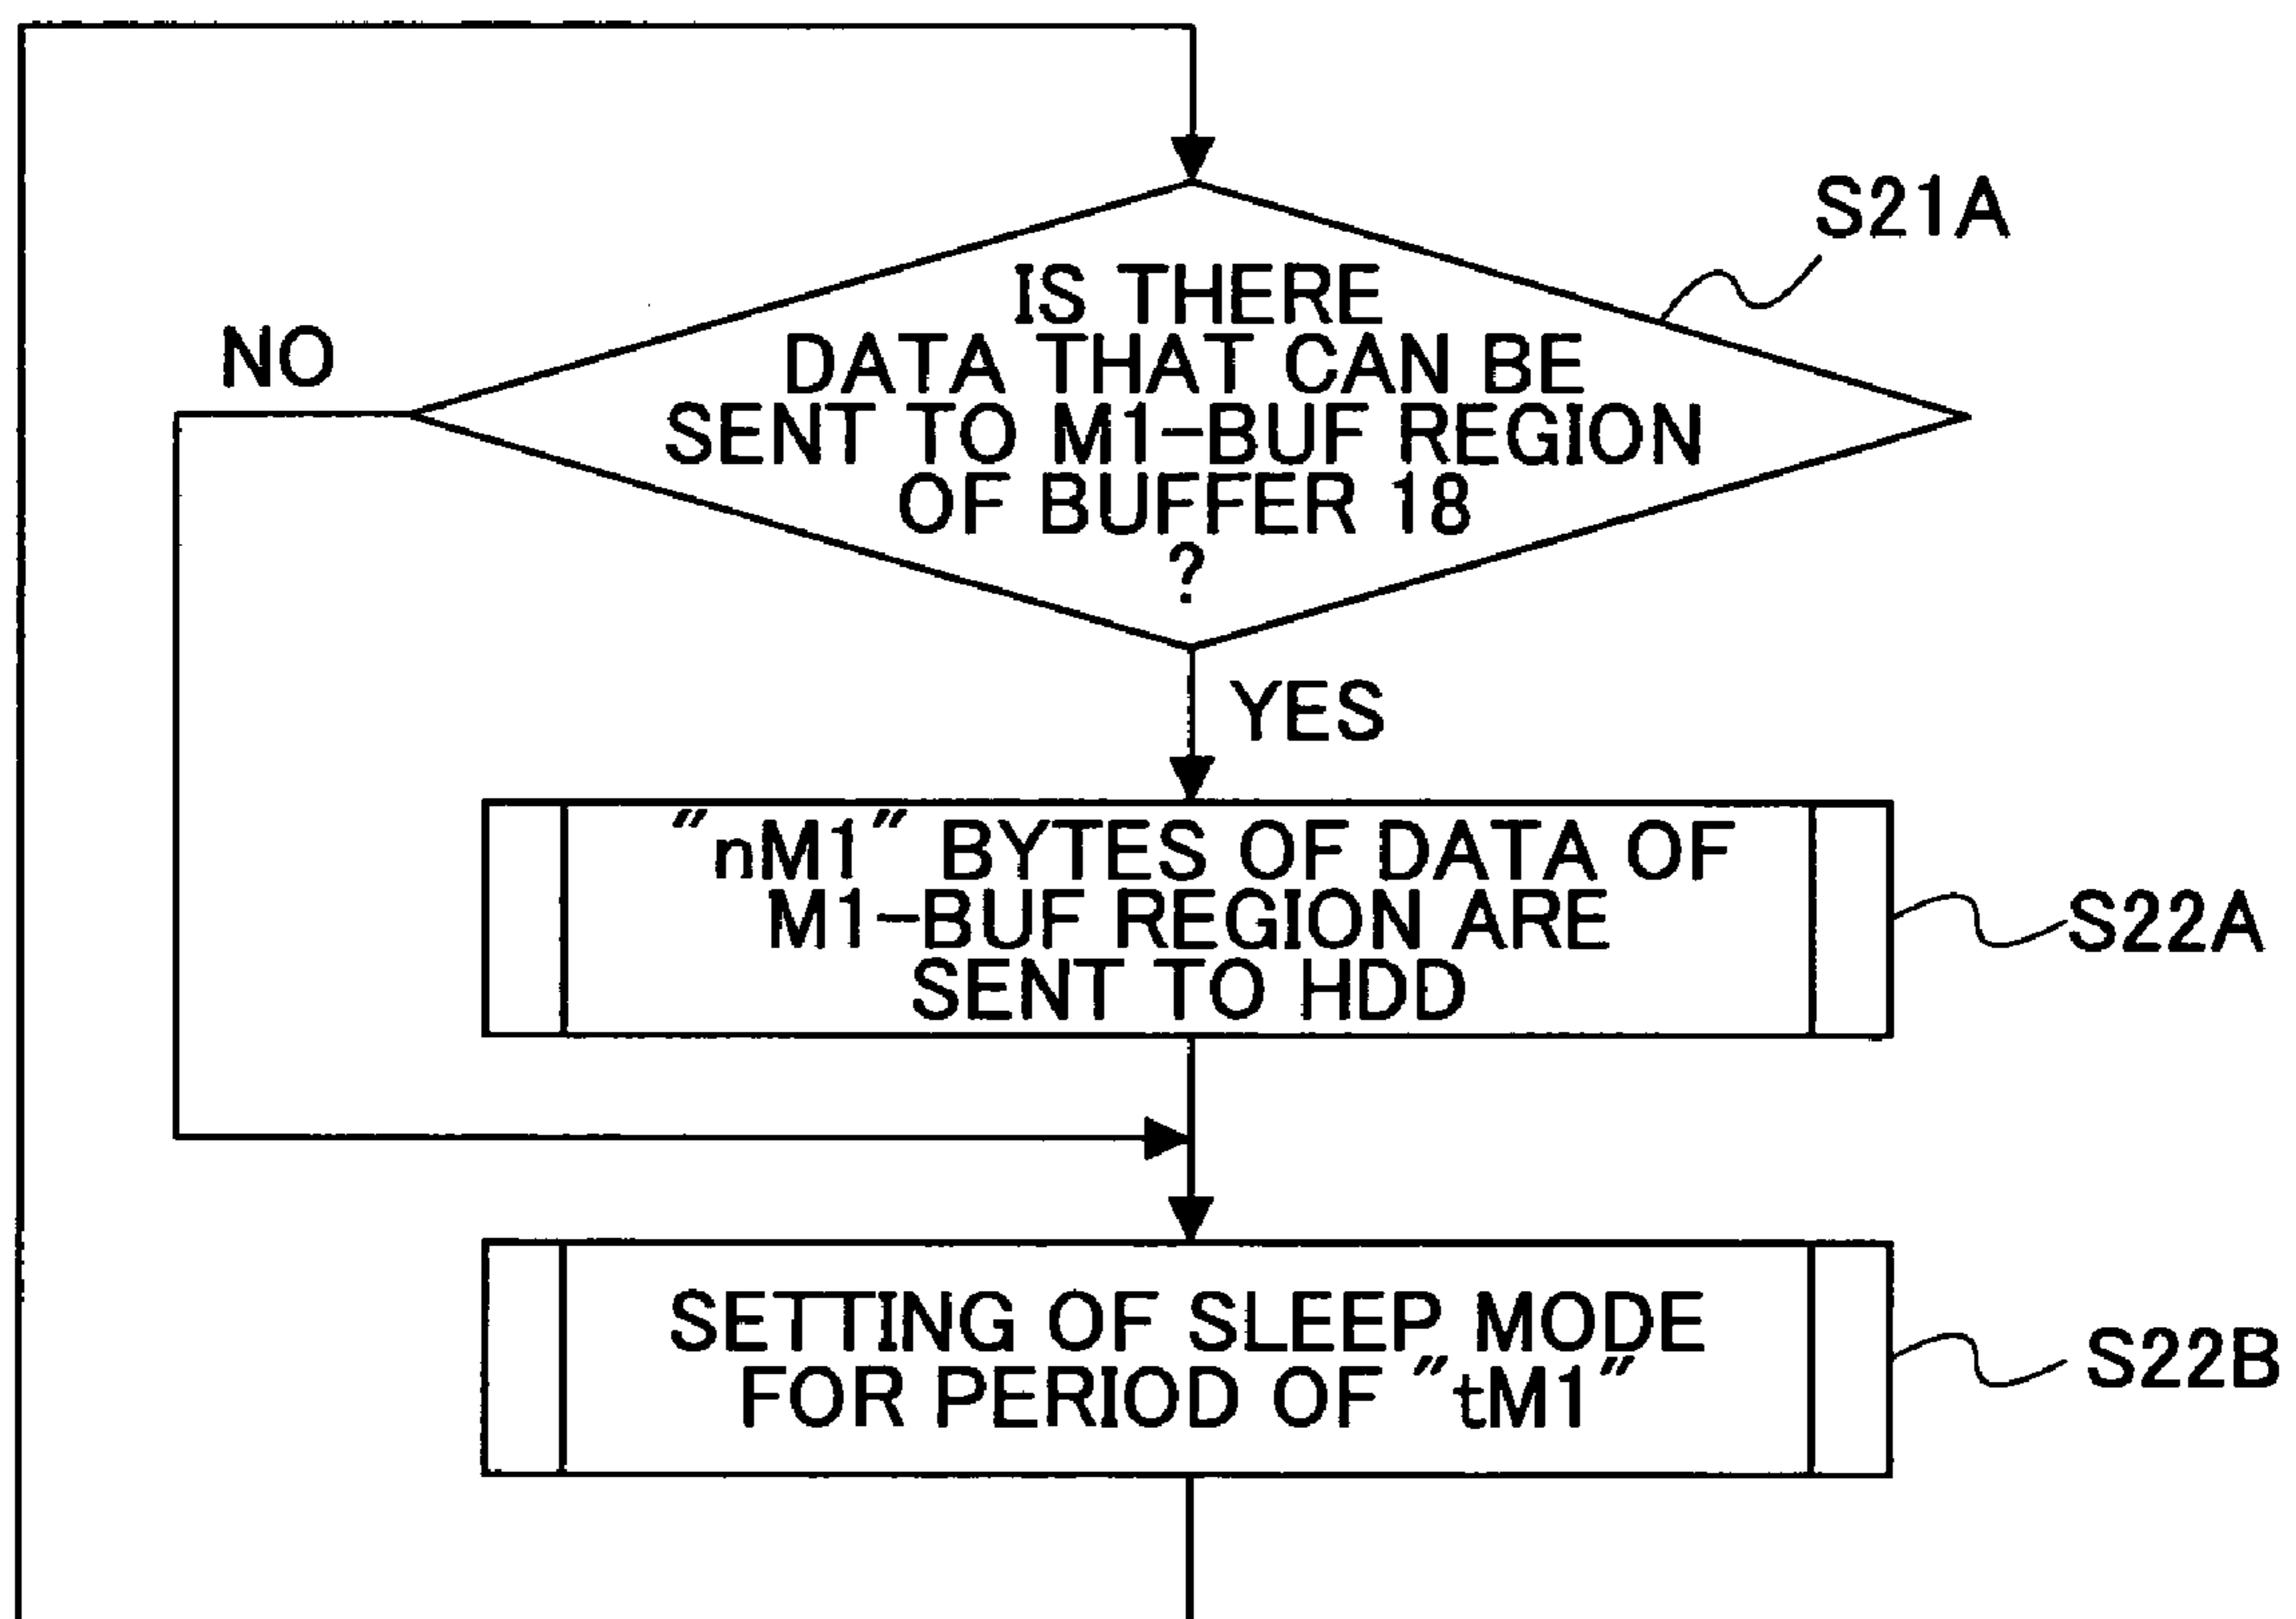 S21A
IS THERE
DATA THAT CAN BE
SENT TO M1-BUF REGION
OF BUFFER 18
?
NO
YES
"nM1" BYTES OF DATA OF
M1-BUF REGION ARE
SENT TO HDD
S22A
SETTING OF SLEEP MODE
FOR PERIOD OF "tM1"
S22B